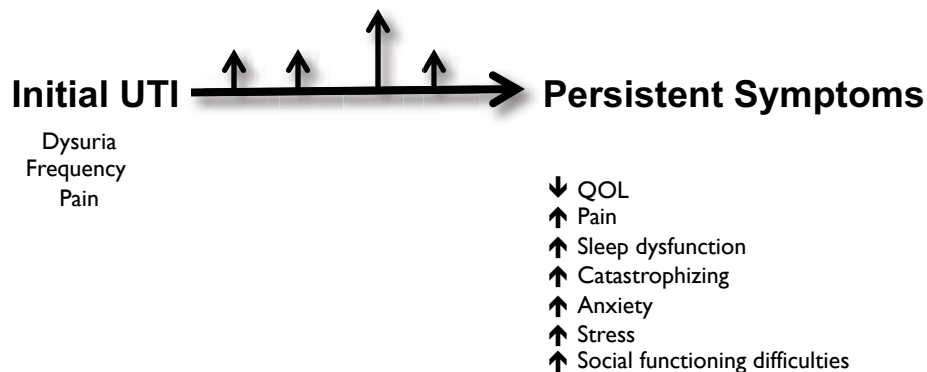 Initial UTI
Persistent Symptoms
Dysuria
Frequency
Pain
QOL
Pain
Sleep dysfunction
Catastrophizing
Anxiety
Stress
Social functioning difficulties